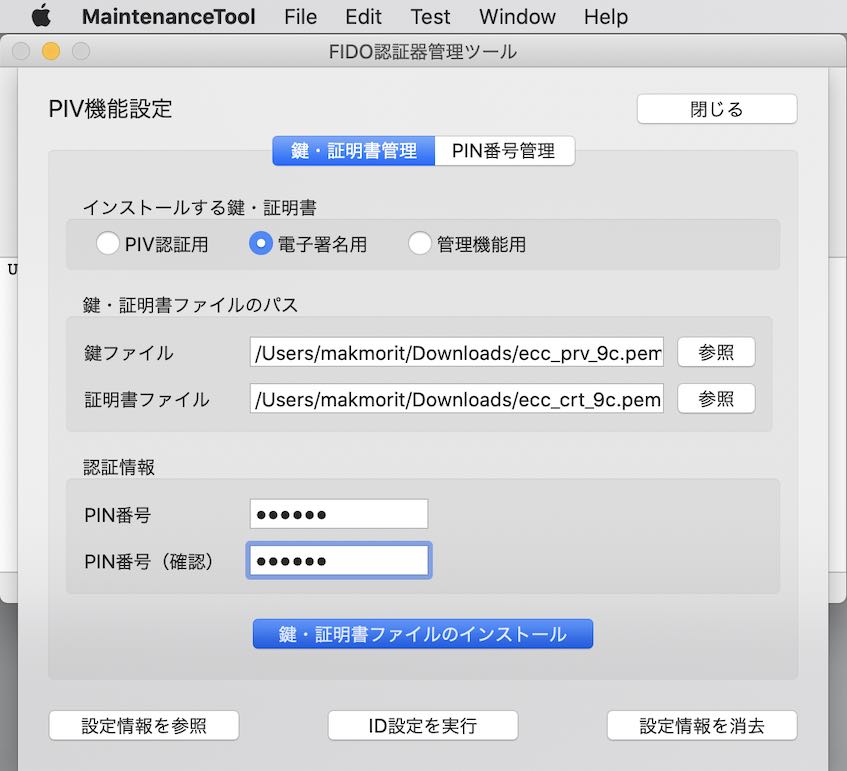 MaintenanceTool File Edit Test Window Help
FIDO認証器管理ツール
PIV機能設定 閉じる
鍵・証明書管理 PIN番号管理
インストールする鍵・証明書
PIV認証用 電子署名用 管理機能用
U
鍵・証明書ファイルのパス
鍵ファイル /Users/makmorit/Downloads/ecc_prv_9c.pem 参照
証明書ファイル /Users/makmorit/Downloads/ecc_crt_9c.pem 参照
認証情報
PIN番号 ●●●●●●
PIN番号（確認） ●●●●●●
鍵・証明書ファイルのインストール
設定情報を参照 ID設定を実行 設定情報を消去